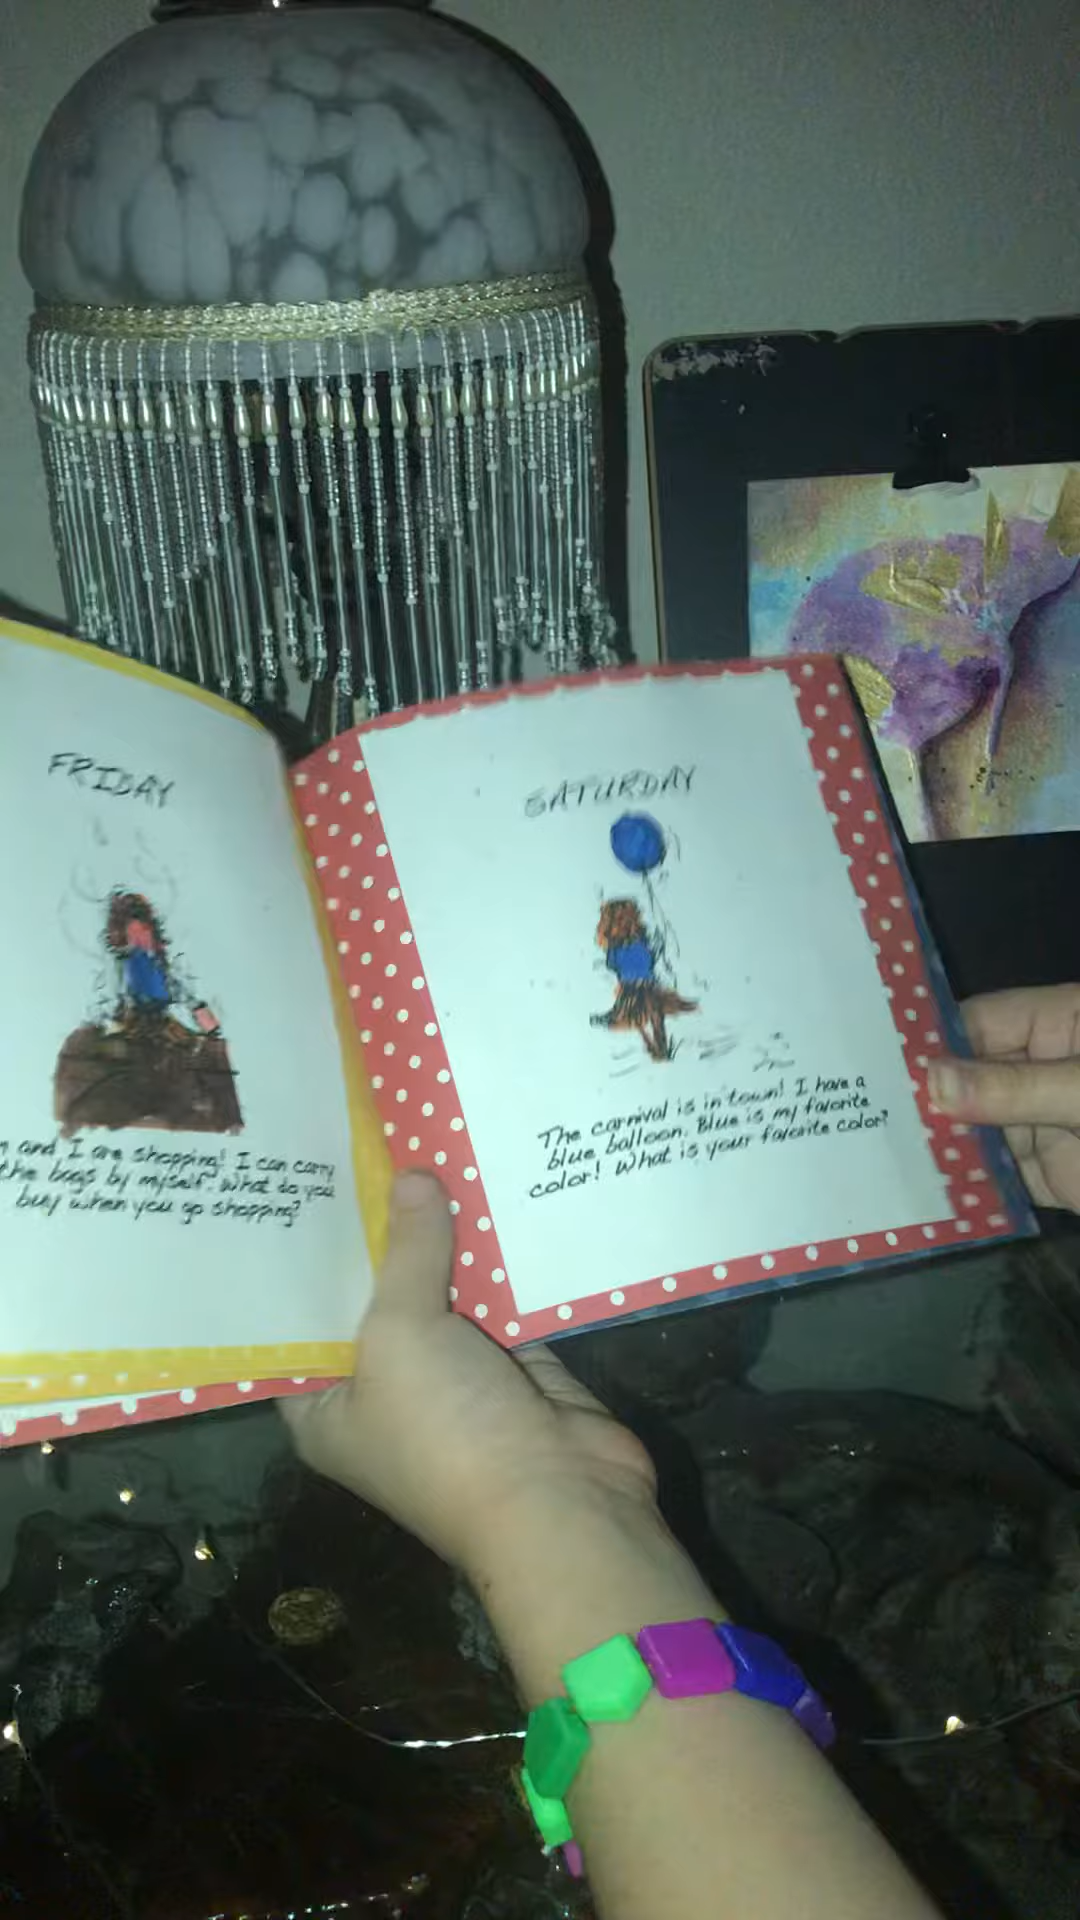 FRIDAY
and I are shopping! I can carry
the bags by myself. What do you
buy when you go shopping?
SATURDAY
The carnival is in town! I have a
blue balloon. Blue is my favorite
color! What is your favorite color?